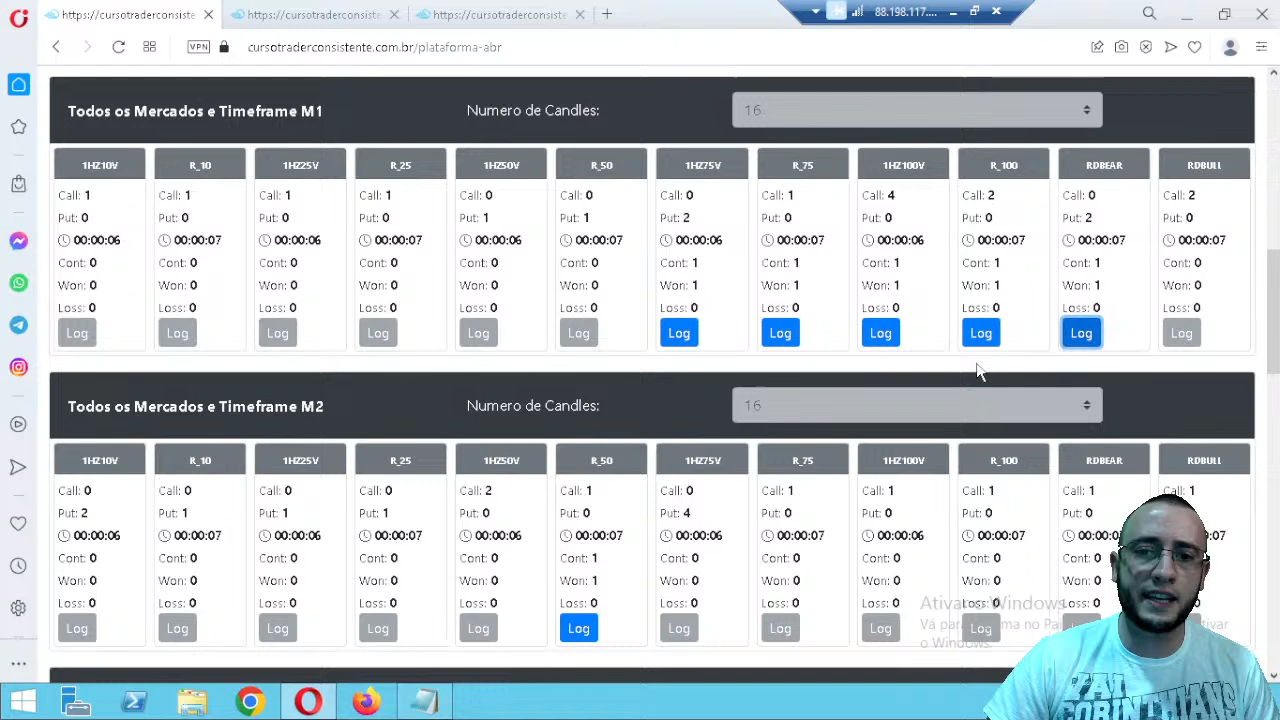 https://cursotraderconsiste
https://cursotraderconsiste
https://cursotraderconsiste
88.198.117....
VPN
cursotraderconsistente.com.br/plataforma-abr
Todos os Mercados e Timeframe M1
Numero de Candles:
16
1HZ10V R_10 1HZ25V R_25 1HZ50V R_50 1HZ75V R_75 1HZ100V R_100 RDBEAR RDBULL
Call: 1 Call: 1 Call: 1 Call: 1 Call: 0 Call: 0 Call: 0 Call: 1 Call: 4 Call: 2 Call: 0 Call: 2
Put: 0 Put: 0 Put: 0 Put: 0 Put: 1 Put: 1 Put: 2 Put: 0 Put: 0 Put: 0 Put: 2 Put: 0
00:00:06 00:00:07 00:00:06 00:00:07 00:00:06 00:00:07 00:00:06 00:00:07 00:00:06 00:00:07 00:00:07 00:00:07
Cont: 0 Cont: 0 Cont: 0 Cont: 0 Cont: 0 Cont: 0 Cont: 1 Cont: 1 Cont: 1 Cont: 1 Cont: 1 Cont: 0
Won: 0 Won: 0 Won: 0 Won: 0 Won: 0 Won: 0 Won: 1 Won: 1 Won: 1 Won: 1 Won: 1 Won: 0
Loss: 0 Loss: 0 Loss: 0 Loss: 0 Loss: 0 Loss: 0 Loss: 0 Loss: 0 Loss: 0 Loss: 0 Loss: 0 Loss: 0
Log Log Log Log Log Log Log Log Log Log Log Log
Todos os Mercados e Timeframe M2
Numero de Candles:
16
1HZ10V R_10 1HZ25V R_25 1HZ50V R_50 1HZ75V R_75 1HZ100V R_100 RDBEAR RDBULL
Call: 0 Call: 0 Call: 0 Call: 0 Call: 2 Call: 1 Call: 0 Call: 1 Call: 1 Call: 1 Call: 1 Call: 1
Put: 2 Put: 1 Put: 1 Put: 1 Put: 0 Put: 0 Put: 4 Put: 0 Put: 0 Put: 0 Put: 0
00:00:06 00:00:07 00:00:06 00:00:07 00:00:06 00:00:07 00:00:06 00:00:07 00:00:06 00:00:07
Cont: 0 Cont: 0 Cont: 0 Cont: 0 Cont: 0 Cont: 1 Cont: 0 Cont: 0 Cont: 0 Cont: 0 Cont: 0
Won: 0 Won: 0 Won: 0 Won: 0 Won: 0 Won: 1 Won: 0 Won: 0 Won: 0 Won: 0 Won: 0
Loss: 0 Loss: 0 Loss: 0 Loss: 0 Loss: 0 Loss: 0 Loss: 0 Loss: 0 Loss: 0 Loss: 0
Log Log Log Log Log Log Log Log Log Log
Windows
o Windows.
CORINTHIANS